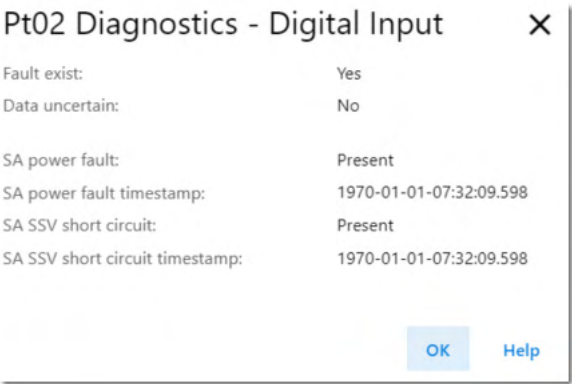 Pt02 Diagnostics - Digital Input
Fault exist: Yes
Data uncertain: No
SA power fault: Present
SA power fault timestamp: 1970-01-01-07:32:09.598
SA SSV short circuit: Present
SA SSV short circuit timestamp: 1970-01-01-07:32:09.598
OK Help